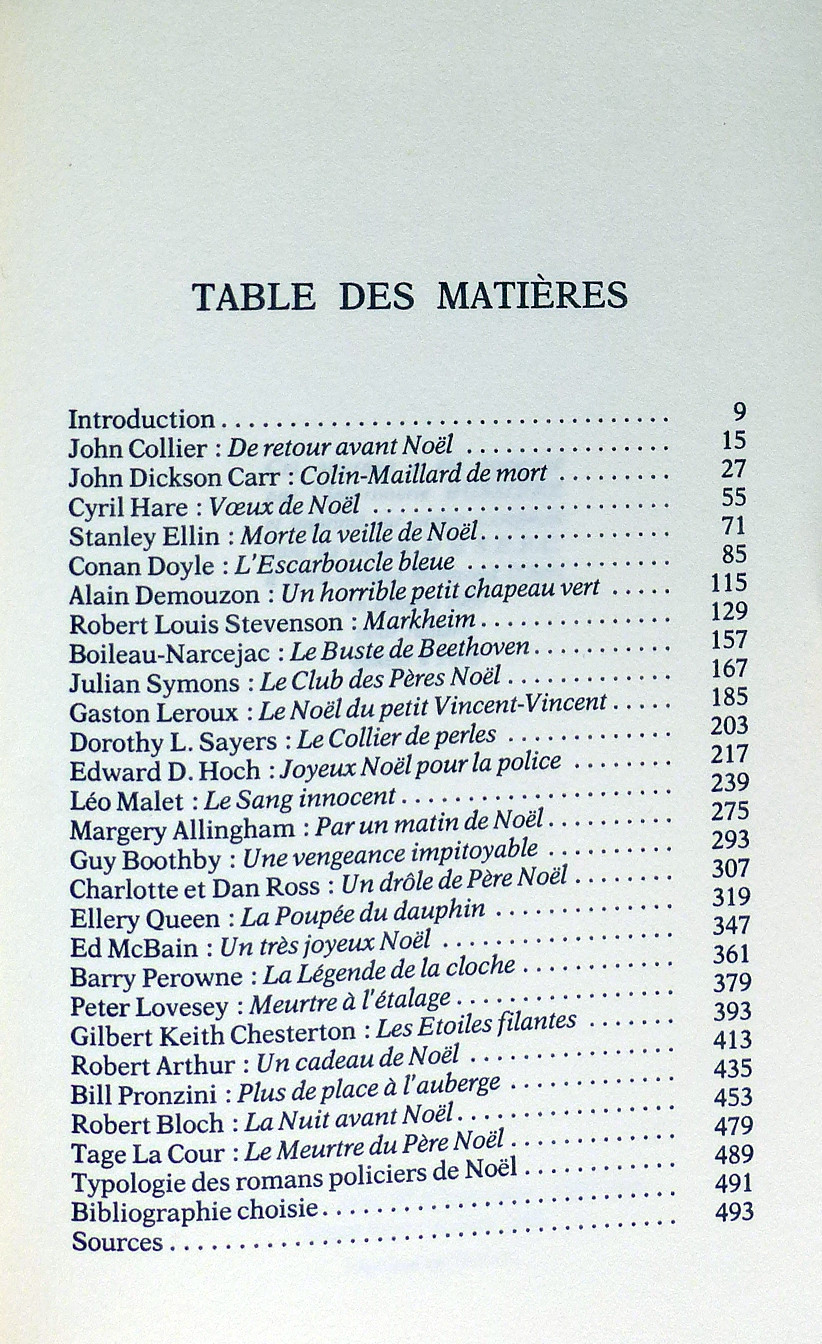 TABLE DES MATIÈRES
Introduction . . . . . . . . . . . . . . . . . . . . . . . . . . . . . . . . . 9
John Collier : De retour avant Noël . . . . . . . . . . . . . . . 15
John Dickson Carr : Colin-Maillard de mort . . . . . . . . . 27
Cyril Hare : Vœux de Noël . . . . . . . . . . . . . . . . . . . . . . 55
Stanley Ellin : Morte la veille de Noël . . . . . . . . . . . . . . 71
Conan Doyle : L'Escarboucle bleue . . . . . . . . . . . . . . . . 85
Alain Demouzon : Un horrible petit chapeau vert . . . . . 115
Robert Louis Stevenson : Markheim . . . . . . . . . . . . . . . 129
Boileau-Narcejac : Le Buste de Beethoven . . . . . . . . . . . 157
Julian Symons : Le Club des Pères Noël . . . . . . . . . . . . . 167
Gaston Leroux : Le Noël du petit Vincent-Vincent . . . . . 185
Dorothy L. Sayers : Le Collier de perles . . . . . . . . . . . . . 203
Edward D. Hoch : Joyeux Noël pour la police . . . . . . . . 217
Léo Malet : Le Sang innocent . . . . . . . . . . . . . . . . . . . . . 239
Margery Allingham : Par un matin de Noël . . . . . . . . . . 275
Guy Boothby : Une vengeance impitoyable . . . . . . . . . . 293
Charlotte et Dan Ross : Un drôle de Père Noël . . . . . . . . 307
Ellery Queen : La Poupée du dauphin . . . . . . . . . . . . . . 319
Ed McBain : Un très joyeux Noël . . . . . . . . . . . . . . . . . . 347
Barry Perowne : La Légende de la cloche . . . . . . . . . . . . 361
Peter Lovesey : Meurtre à l'étalage . . . . . . . . . . . . . . . . . 379
Gilbert Keith Chesterton : Les Etoiles filantes . . . . . . . 393
Robert Arthur : Un cadeau de Noël . . . . . . . . . . . . . . . . 413
Bill Pronzini : Plus de place à l'auberge . . . . . . . . . . . . . 435
Robert Bloch : La Nuit avant Noël . . . . . . . . . . . . . . . . . 453
Tage La Cour : Le Meurtre du Père Noël . . . . . . . . . . . . . 479
Typologie des romans policiers de Noël . . . . . . . . . . . . 489
Bibliographie choisie . . . . . . . . . . . . . . . . . . . . . . . . . . 491
Sources . . . . . . . . . . . . . . . . . . . . . . . . . . . . . . . . . . . . . 493